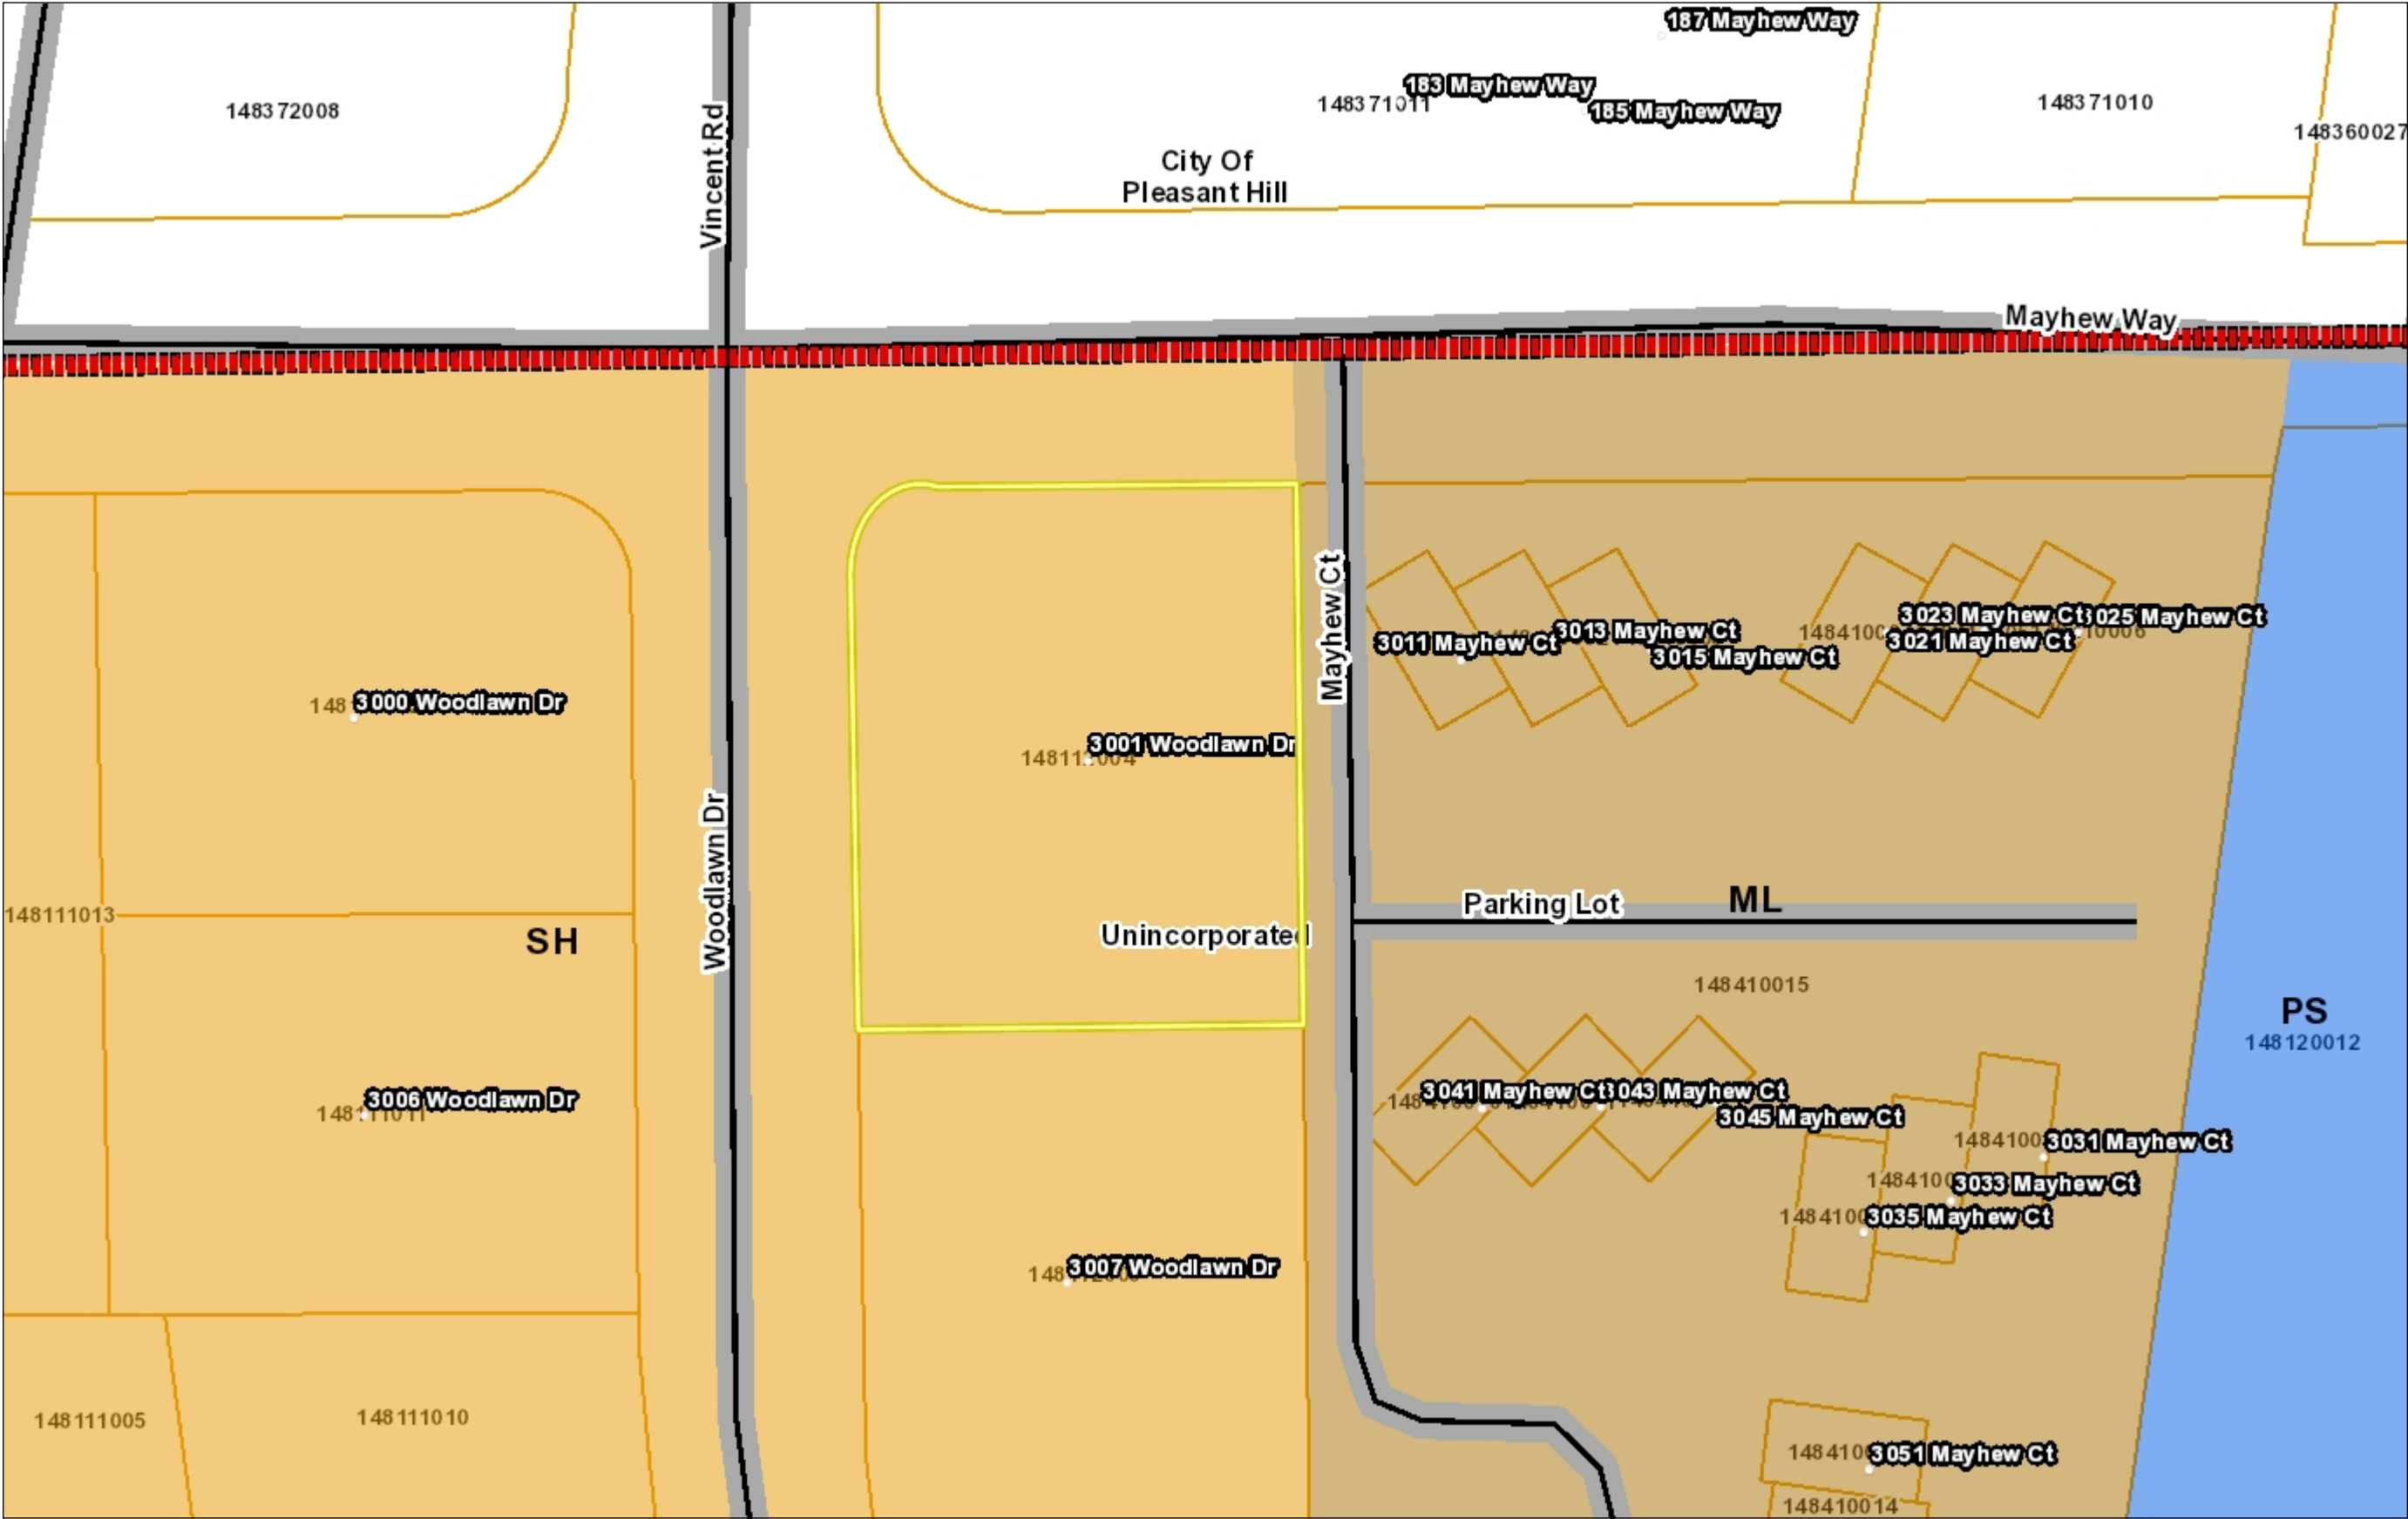 187 Mayhew Way
183 Mayhew Way
148371011
185 Mayhew Way
148372008
148371010
148360027
Vincent Rd
City Of
Pleasant Hill
Mayhew Way
Mayhew Ct
3023 Mayhew Ct
3025 Mayhew Ct
3013 Mayhew Ct
3011 Mayhew Ct
3021 Mayhew Ct
3015 Mayhew Ct
3000 Woodlawn Dr
3001 Woodlawn Dr
Woodlawn Dr
Parking Lot
ML
148111013
SH
Unincorporated
148410015
PS
148120012
3006 Woodlawn Dr
3041 Mayhew Ct
3043 Mayhew Ct
3045 Mayhew Ct
3031 Mayhew Ct
3033 Mayhew Ct
3035 Mayhew Ct
3007 Woodlawn Dr
148111005
148111010
3051 Mayhew Ct
148410014